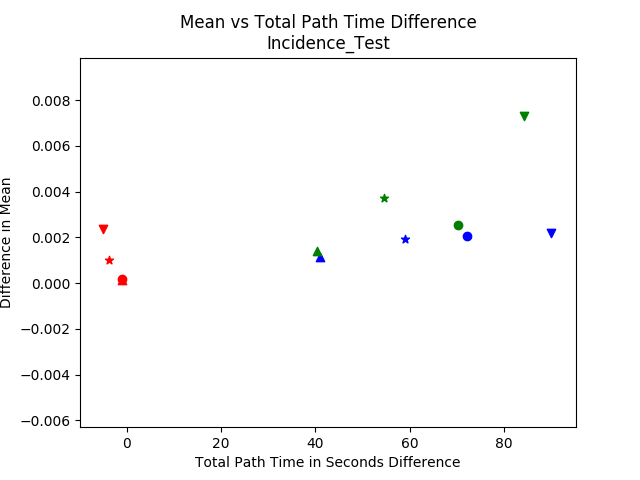 Mean vs Total Path Time Difference
Incidence_Test
Difference in Mean
0.008
0.006
0.004
0.002
0.000
−0.002
−0.004
−0.006
0 20 40 60 80
Total Path Time in Seconds Difference